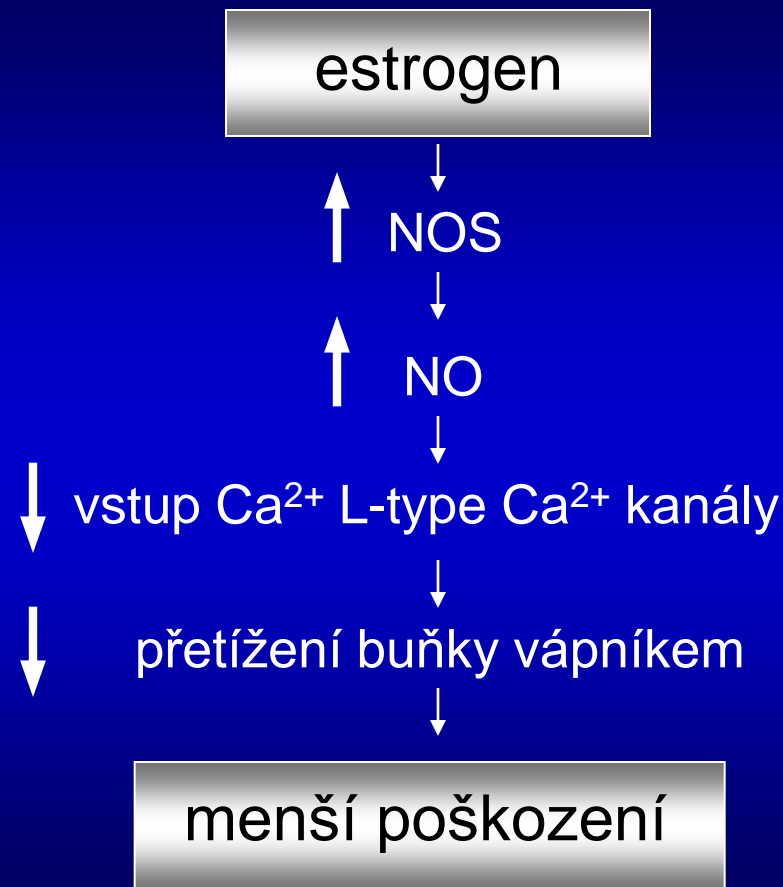 estrogen
NOS
NO
vstup Ca²⁺ L-type Ca²⁺ kanály
přetížení buňky vápníkem
menší poškození